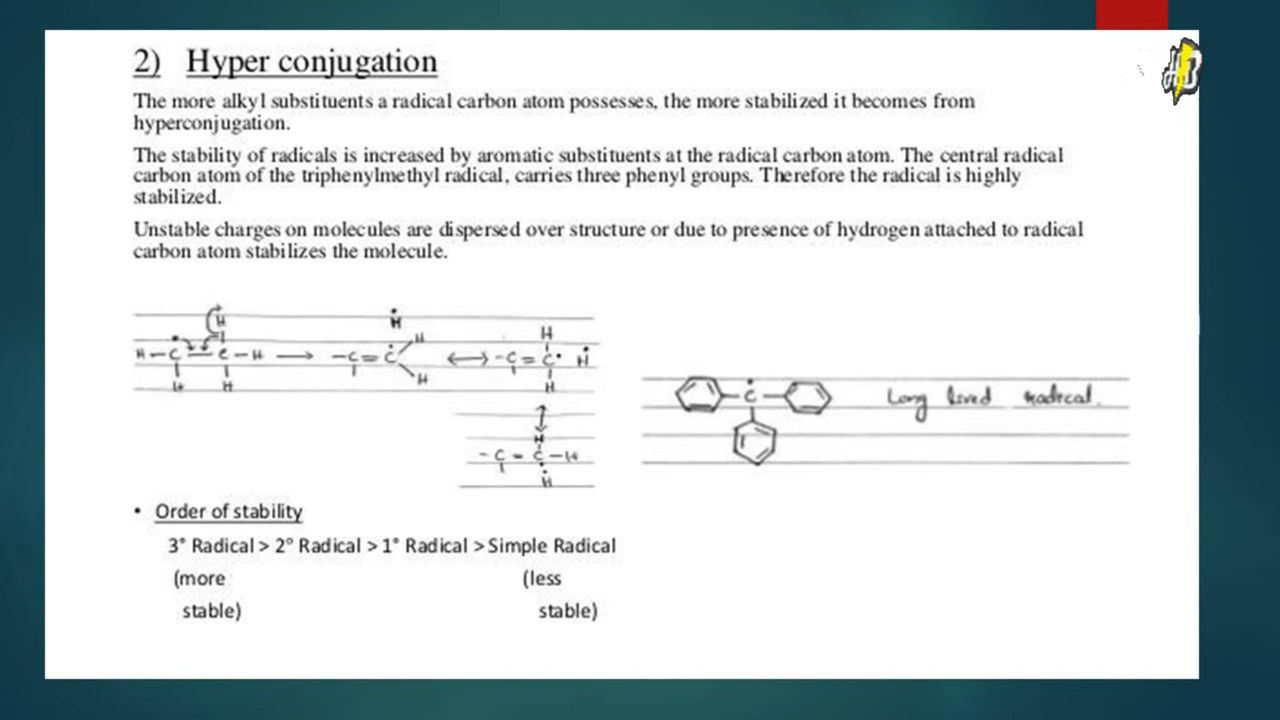 2) Hyper conjugation
The more alkyl substituents a radical carbon atom possesses, the more stabilized it becomes from
hyperconjugation.
The stability of radicals is increased by aromatic substituents at the radical carbon atom. The central radical
carbon atom of the triphenylmethyl radical, carries three phenyl groups. Therefore the radical is highly
stabilized.
Unstable charges on molecules are dispersed over structure or due to presence of hydrogen attached to radical
carbon atom stabilizes the molecule.
H
Ḣ
H
H
H–C–C–H → –C=C
H
↔ –C=C· Ḣ
H H
H
↕
H
–C=C–H
Ḣ
Ċ
Long lived radical.
• Order of stability
3° Radical > 2° Radical > 1° Radical > Simple Radical
(more (less
stable) stable)
HB